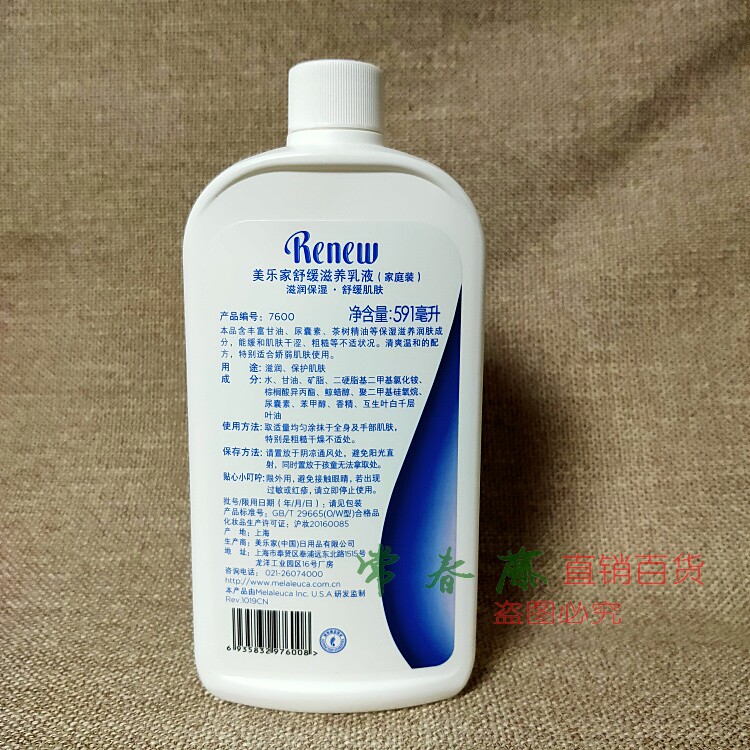 Renew
美乐家舒缓滋养乳液(家庭装)
滋润保湿·舒缓肌肤
产品编号:7600 净含量:591毫升
本品含丰富甘油、尿囊素、茶树精油等保湿滋养润肤成
分,能缓和肌肤干涩、粗糙等不适状况。清爽温和的配
方,特别适合娇弱肌肤使用。
用 途:滋润、保护肌肤
成 分:水、甘油、矿脂、二硬脂基二甲基氯化铵、
棕榈酸异丙酯、鲸蜡醇、聚二甲基硅氧烷、
尿囊素、苯甲醇、香精、互生叶白千层
叶油
使用方法:取适量均匀涂抹于全身及手部肌肤,
特别是粗糙干燥不适处。
保存方法:请置放于阴凉通风处,避免阳光直
射,同时置放于孩童无法拿取处。
贴心小叮咛:限外用,避免接触眼睛,若出现
过敏或红疹,请立即停止使用。
批号/限用日期(年/月/日):请见包装
产品标准号:GB/T 29665(O/W型)合格品
化妆品生产许可证:沪妆20160085
产 地:上海
生产商:美乐家(中国)日用品有限公司
地 址:上海市奉贤区奉浦远东北路1515号
龙洋工业园区16号厂房
咨询电话:021-26074000
http://www.melaleuca.com.cn
本产品由Melaleuca Inc. U.S.A.研发监制
Rev.1019CN
6 935832 976008 >
常春藤 直销百货
盗图必究